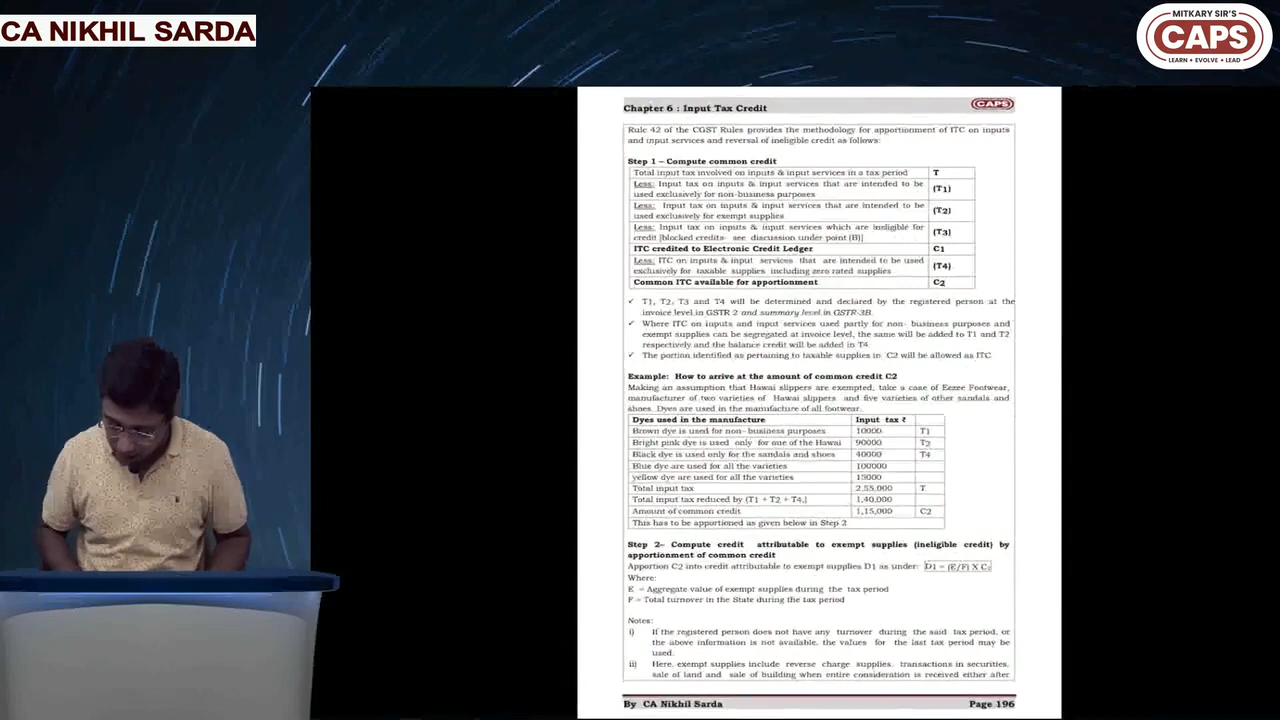 CA NIKHIL SARDA
MITKARY SIR'S
CAPS
LEARN • EVOLVE • LEAD
Chapter 6 : Input Tax Credit
CAPS
Rule 42 of the CGST Rules provides the methodology for apportionment of ITC on inputs
and input services and reversal of ineligible credit as follows:
Step 1 – Compute common credit
Total input tax involved on inputs & input services in a tax period T
Less: Input tax on inputs & input services that are intended to be
used exclusively for non-business purposes (T1)
Less: Input tax on inputs & input services that are intended to be
used exclusively for exempt supplies (T2)
Less: Input tax on inputs & input services which are ineligible for
credit [blocked credits- see discussion under point (B)] (T3)
ITC credited to Electronic Credit Ledger C1
Less: ITC on inputs & input services that are intended to be used
exclusively for taxable supplies including zero rated supplies (T4)
Common ITC available for apportionment C2
✓ T1, T2, T3 and T4 will be determined and declared by the registered person at the
invoice level in GSTR 2 and summary level in GSTR-3B.
✓ Where ITC on inputs and input services used partly for non- business purposes and
exempt supplies can be segregated at invoice level, the same will be added to T1 and T2
respectively and the balance credit will be added in T4
✓ The portion identified as pertaining to taxable supplies in C2 will be allowed as ITC
Example: How to arrive at the amount of common credit C2
Making an assumption that Hawai slippers are exempted, take a case of Eezee Footwear,
manufacturer of two varieties of Hawai slippers and five varieties of other sandals and
shoes. Dyes are used in the manufacture of all footwear.
Dyes used in the manufacture Input tax ₹
Brown dye is used for non-business purposes 10000 T1
Bright pink dye is used only for one of the Hawai 90000 T2
Black dye is used only for the sandals and shoes 40000 T4
Blue dye are used for all the varieties 100000
yellow dye are used for all the varieties 15000
Total input tax 2,55,000 T
Total input tax reduced by (T1 + T2 + T4,) 1,40,000
Amount of common credit 1,15,000 C2
This has to be apportioned as given below in Step 2
Step 2– Compute credit attributable to exempt supplies (ineligible credit) by
apportionment of common credit
Apportion C2 into credit attributable to exempt supplies D1 as under: D1 = (E/F) X C2
Where:
E = Aggregate value of exempt supplies during the tax period
F = Total turnover in the State during the tax period
Notes:
i) If the registered person does not have any turnover during the said tax period, or
the above information is not available, the values for the last tax period may be
used.
ii) Here, exempt supplies include reverse charge supplies, transactions in securities,
sale of land and sale of building when entire consideration is received either after
By CA Nikhil Sarda Page 196